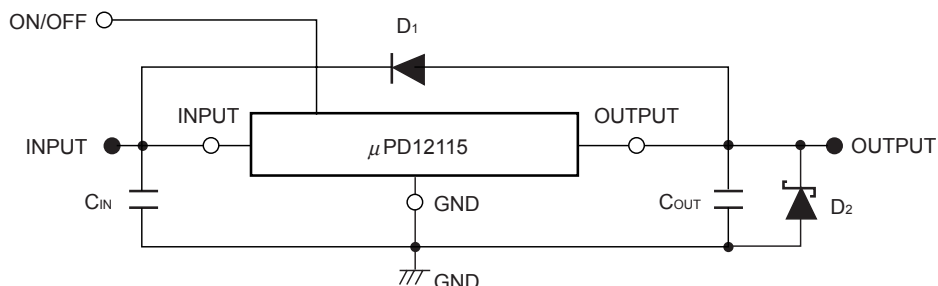 ON/OFF
D1
INPUT
OUTPUT
INPUT
μPD12115
OUTPUT
CIN
GND
COUT
D2
GND